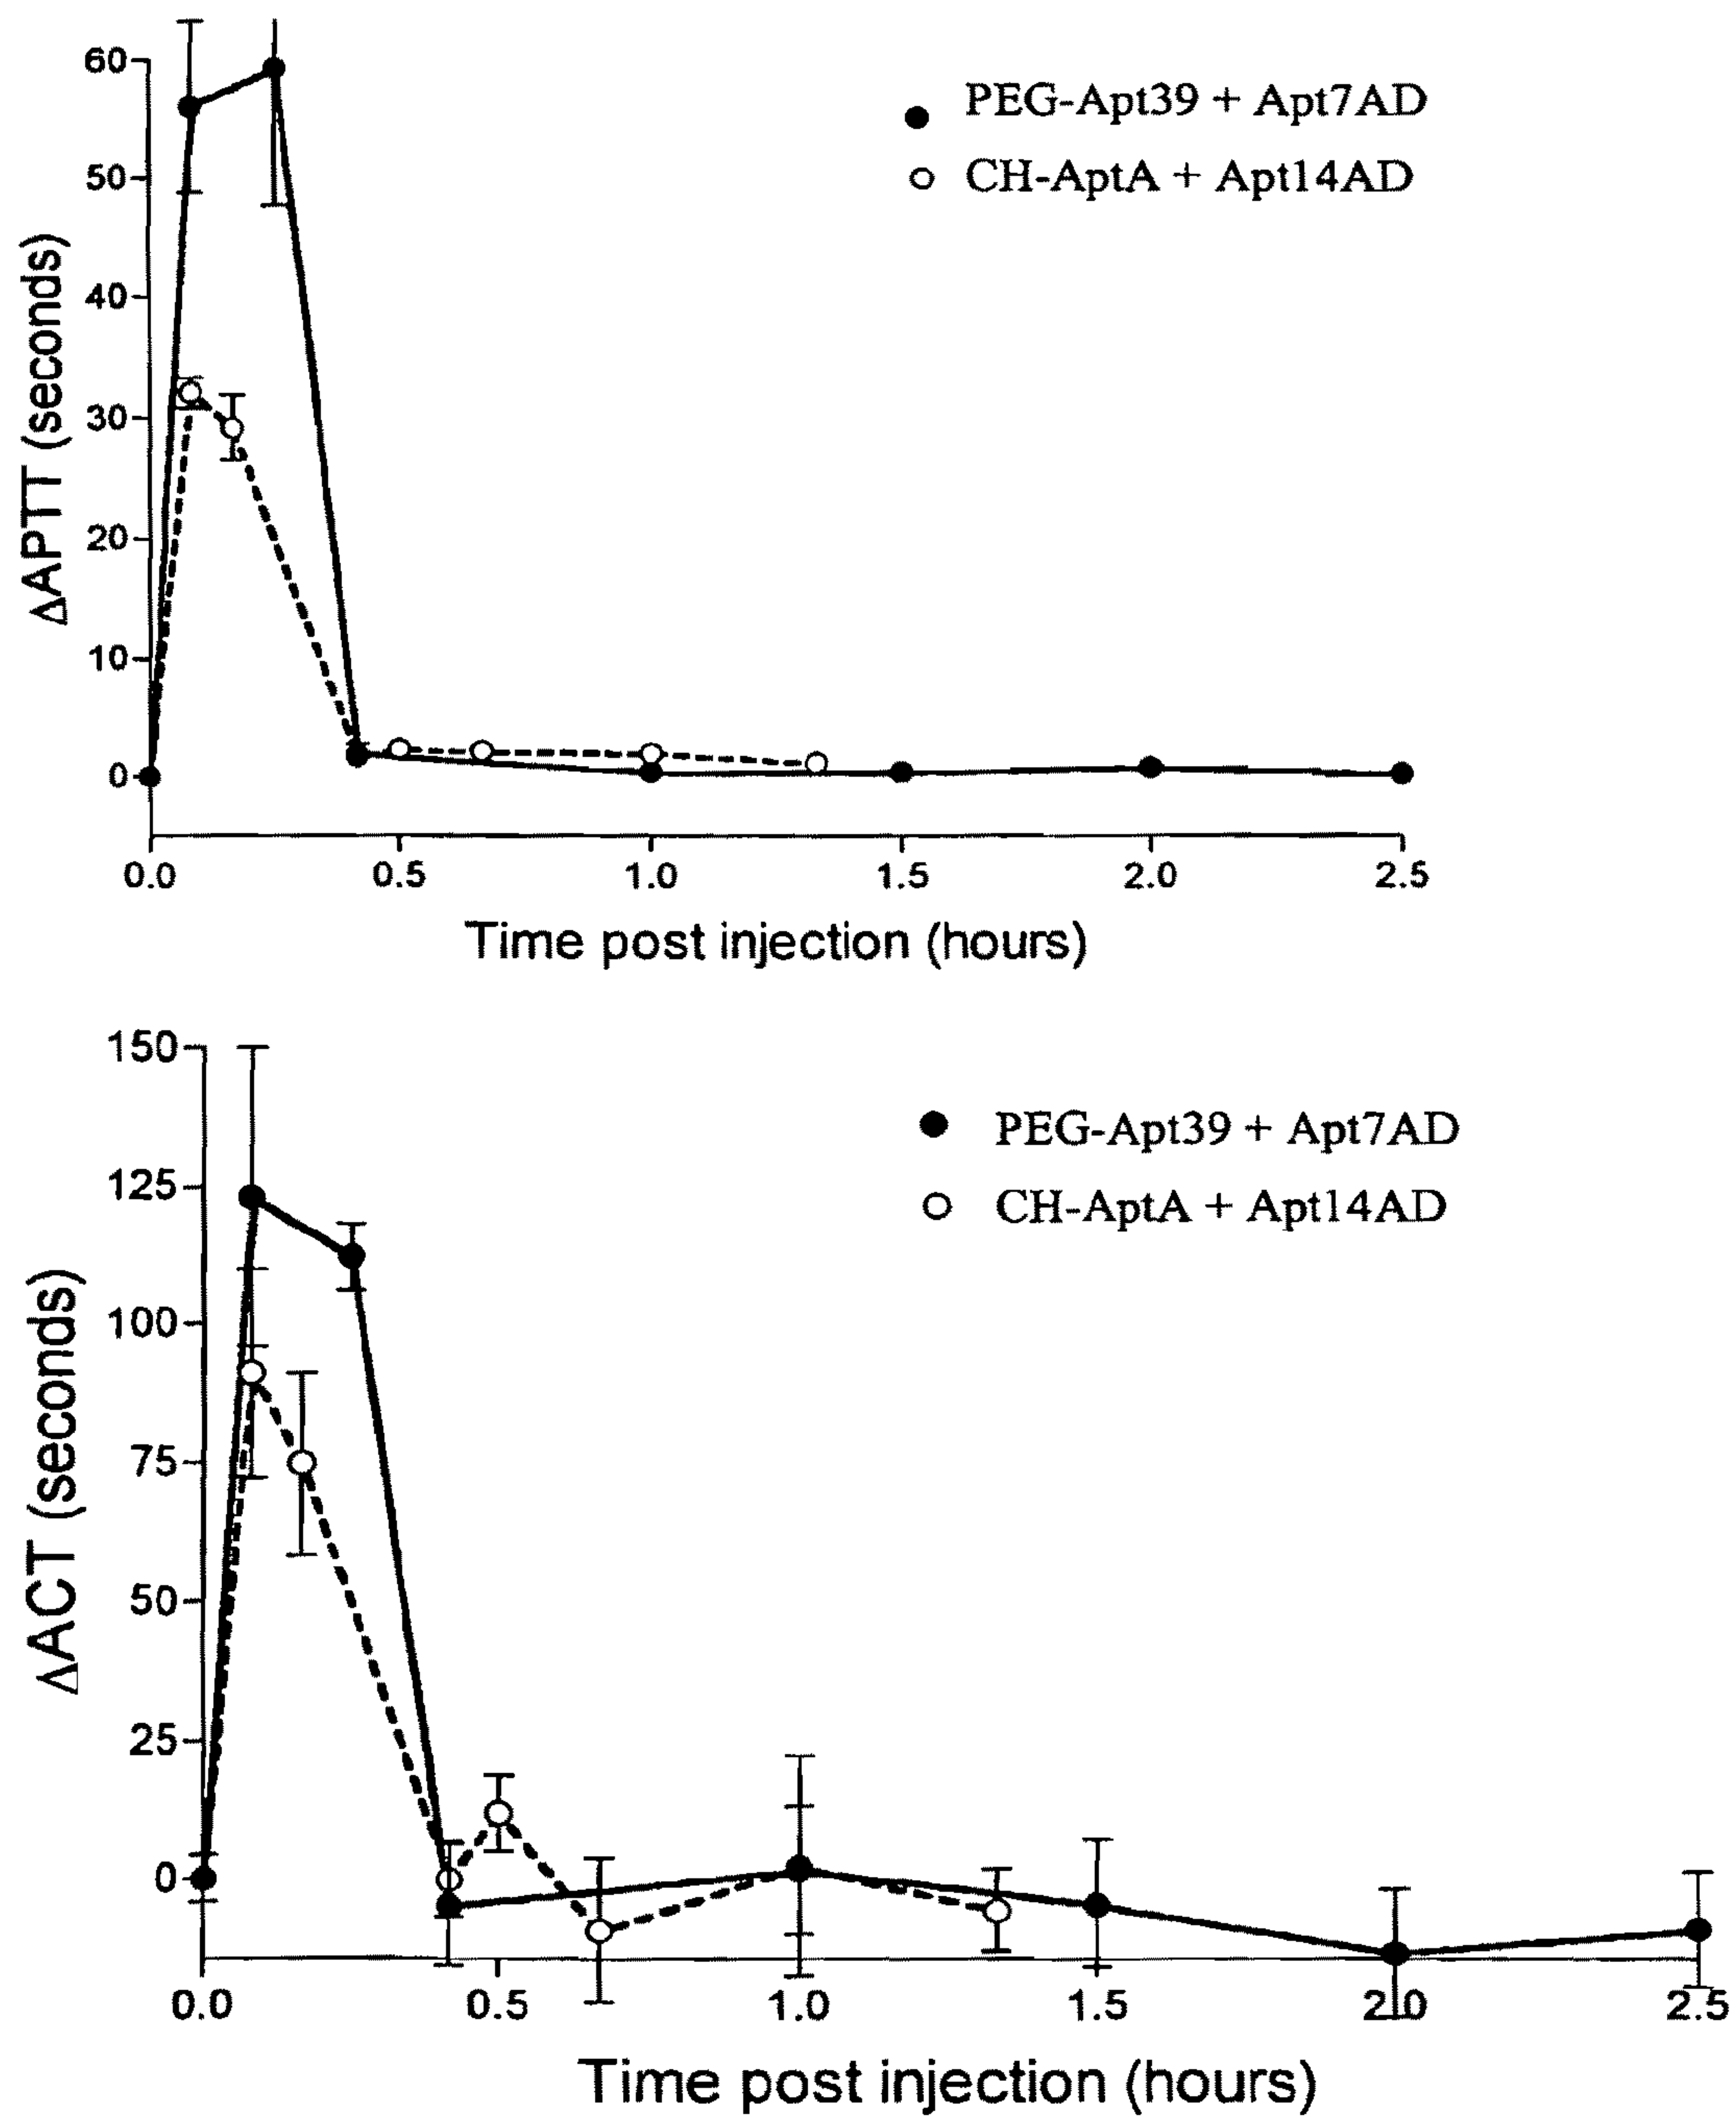 60
PEG-Apt39 + Apt7AD
CH-AptA + Apt14AD
50
40
30
20
10
0
ΔAPTT (seconds)
0.0 0.5 1.0 1.5 2.0 2.5
Time post injection (hours)
150
PEG-Apt39 + Apt7AD
125
CH-AptA + Apt14AD
100
75
50
25
0
ΔACT (seconds)
0.0 0.5 1.0 1.5 2.0 2.5
Time post injection (hours)